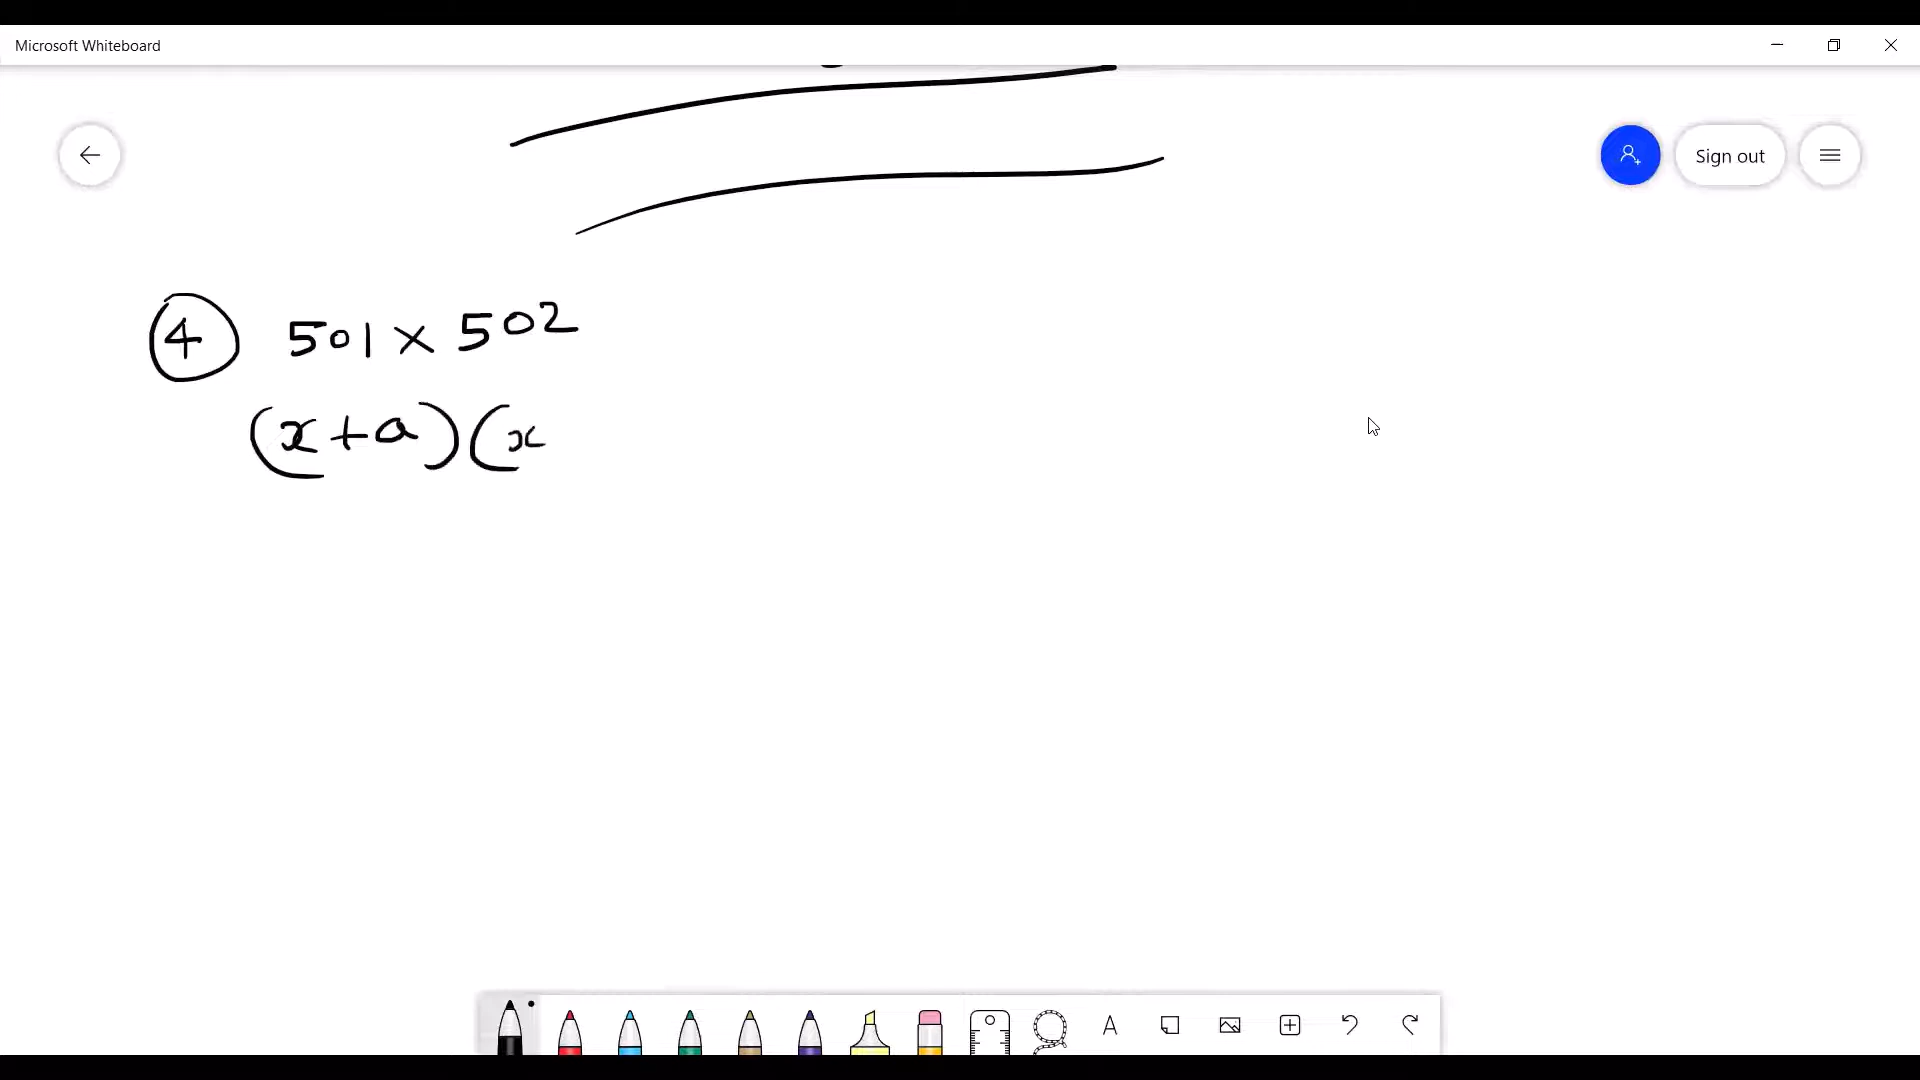 Microsoft Whiteboard
Sign out
4 501 × 502
(x + a) (x
A